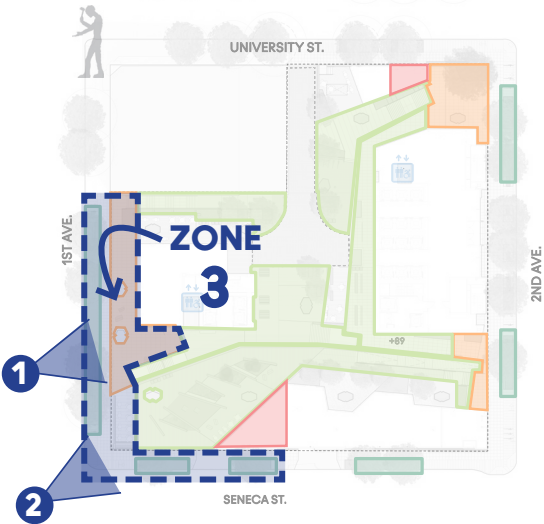 UNIVERSITY ST.
1ST AVE.
ZONE
3
2ND AVE.
+89
1
2
SENECA ST.